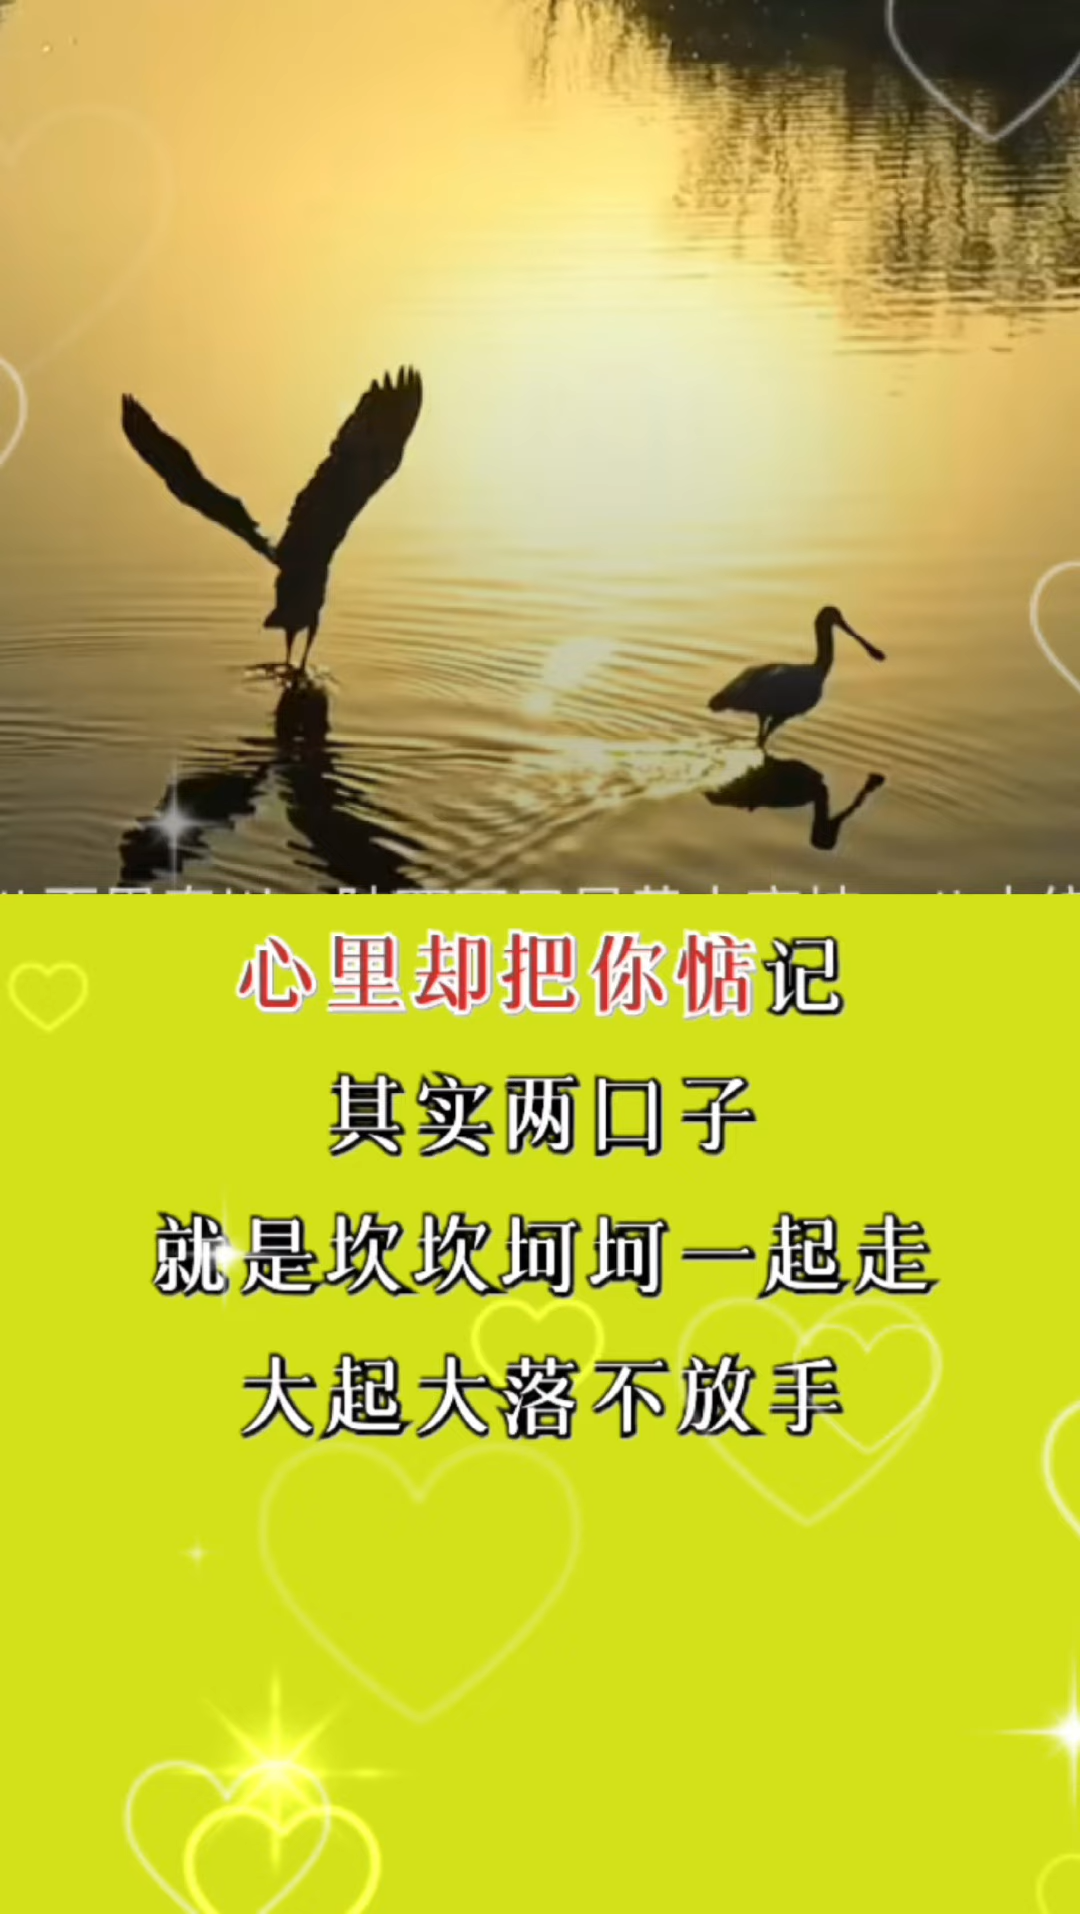 心里却把你惦记
其实两口子
就是坎坎坷坷一起走
大起大落不放手